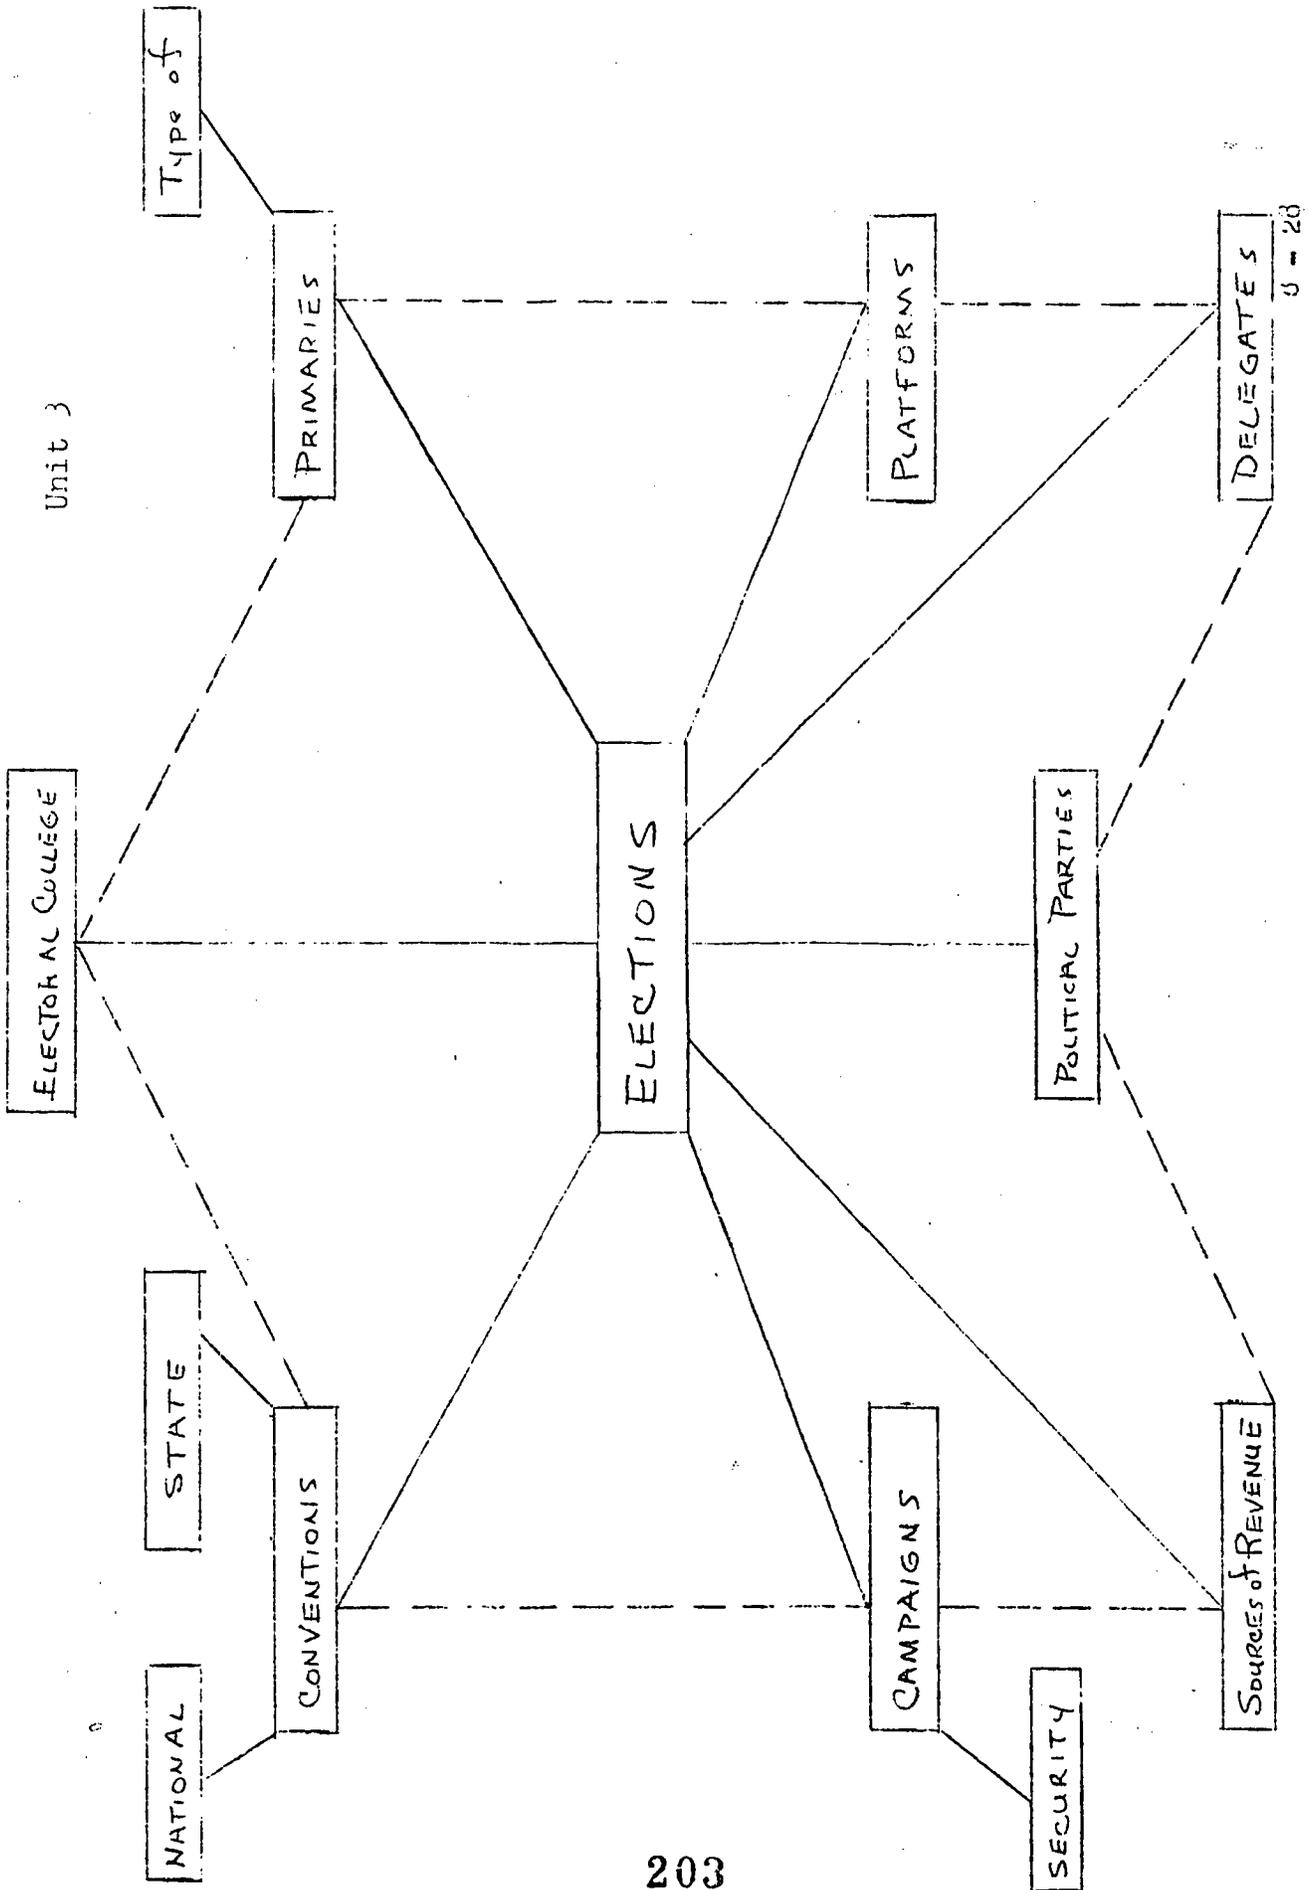 Unit 3
ELECTORAL COLLEGE
NATIONAL
STATE
Type of
CONVENTIONS
PRIMARIES
ELECTIONS
CAMPAIGNS
PLATFORMS
SECURITY
POLITICAL PARTIES
SOURCES of REVENUE
DELEGATES
203